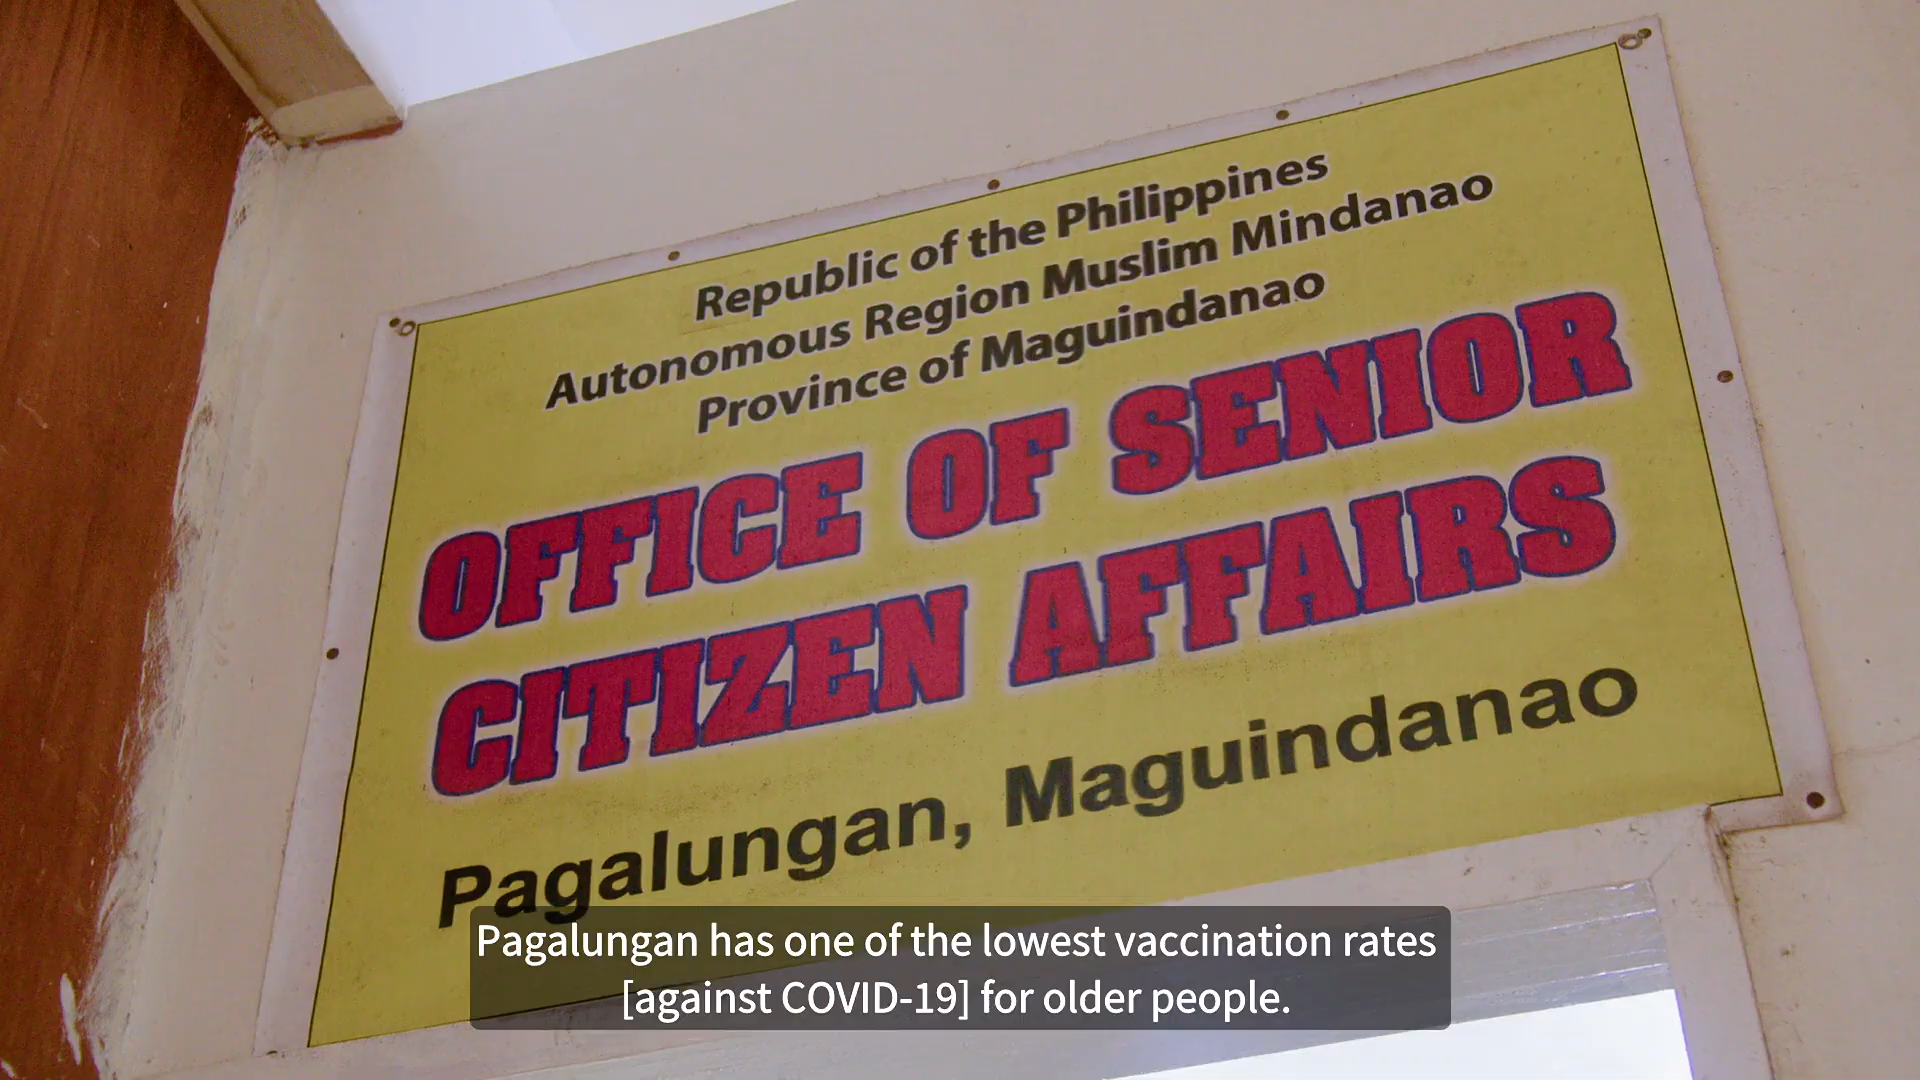 Republic of the Philippines
Autonomous Region Muslim Mindanao
Province of Maguindanao
OFFICE OF SENIOR
CITIZEN AFFAIRS
Pagalungan, Maguindanao
Pagalungan has one of the lowest vaccination rates
[against COVID-19] for older people.